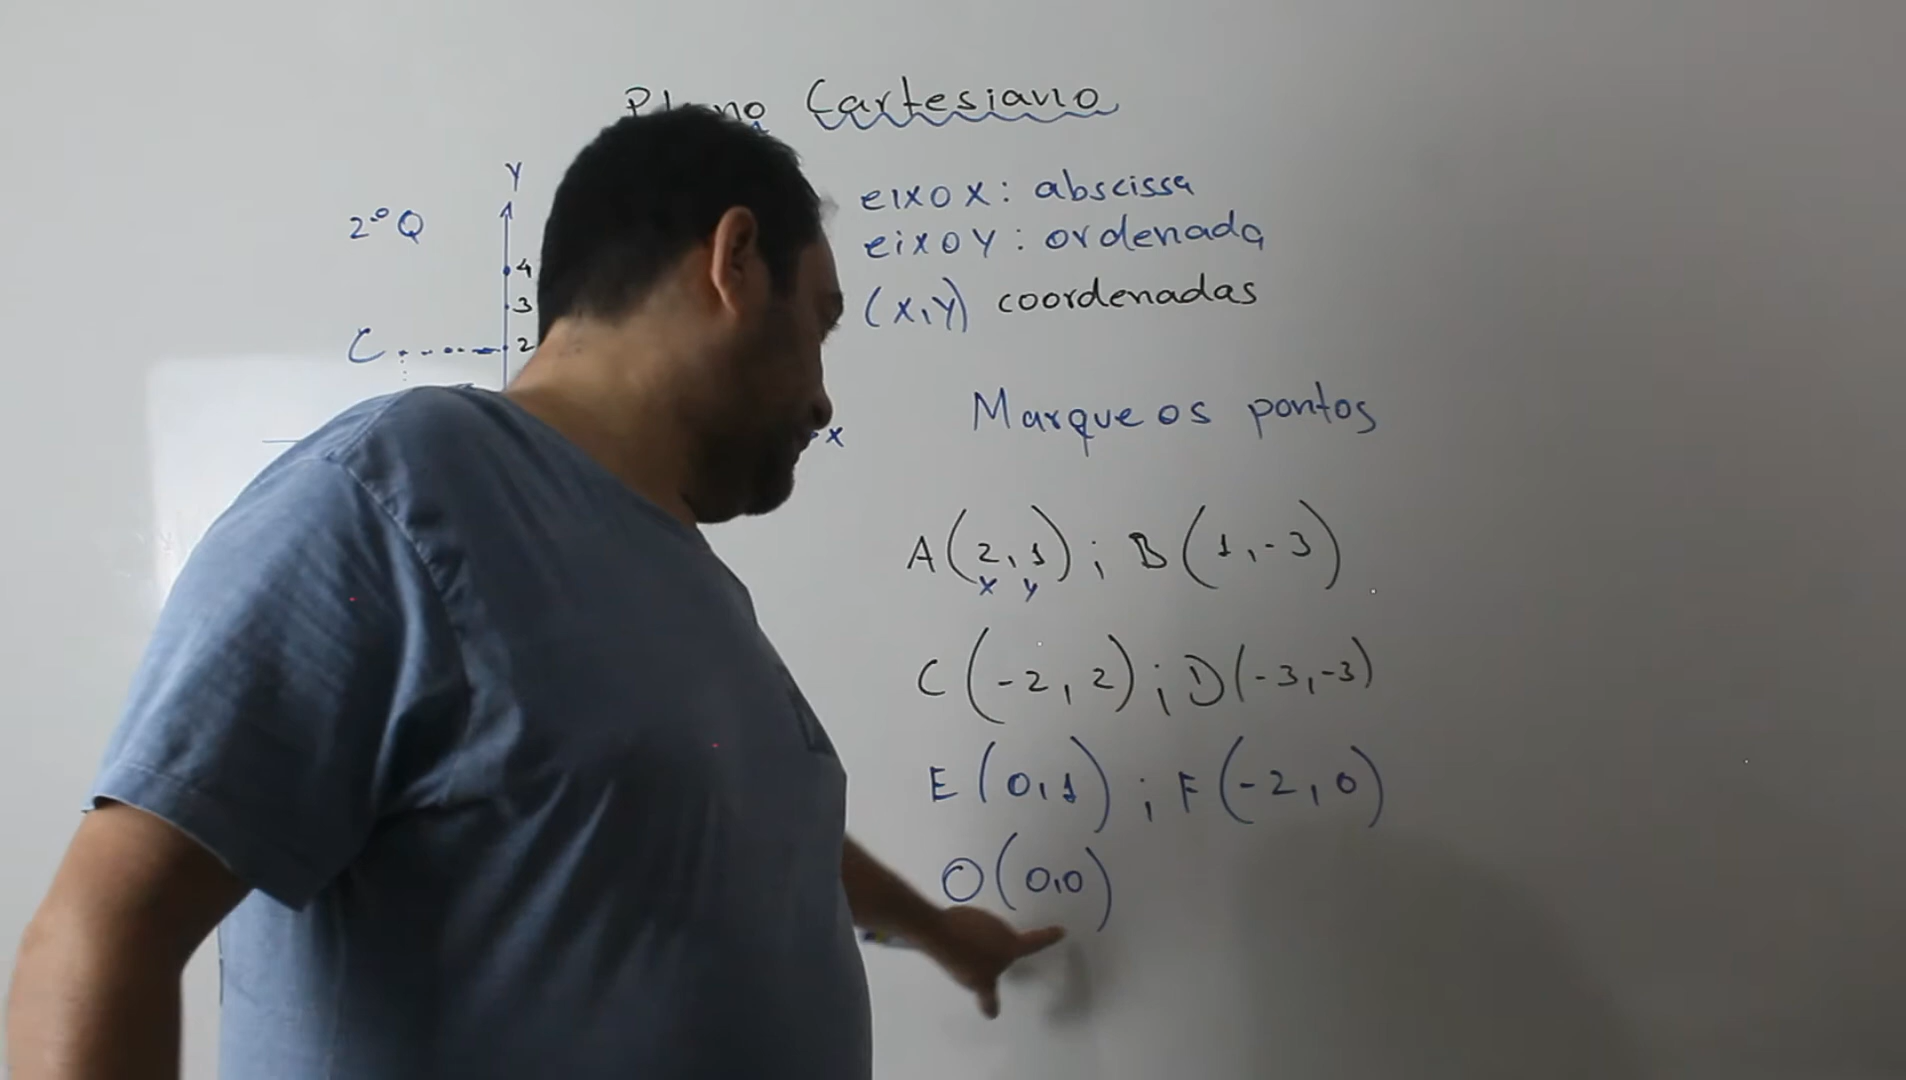 Cartesiano
Y
2º Q
4
3
C
2
x
eixo x: abscissa
eixo y: ordenada
(x,y) coordenadas
Marque os pontos
A(2,1); B(1,-3)
x y
C(-2,2); D(-3,-3)
E(0,1); F(-2,0)
O(0,0)